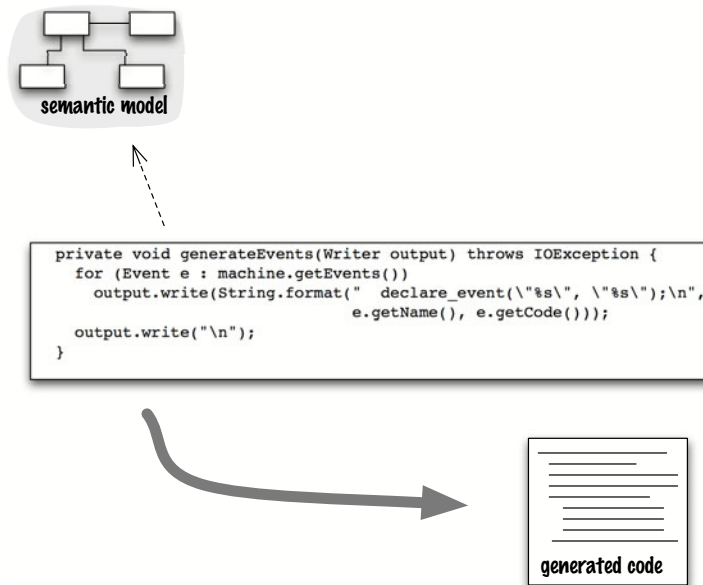 semantic model
private void generateEvents(Writer output) throws IOException {
  for (Event e : machine.getEvents())
    output.write(String.format("  declare_event(\"%s\", \"%s\");\n",
                               e.getName(), e.getCode()));
  output.write("\n");
}
generated code